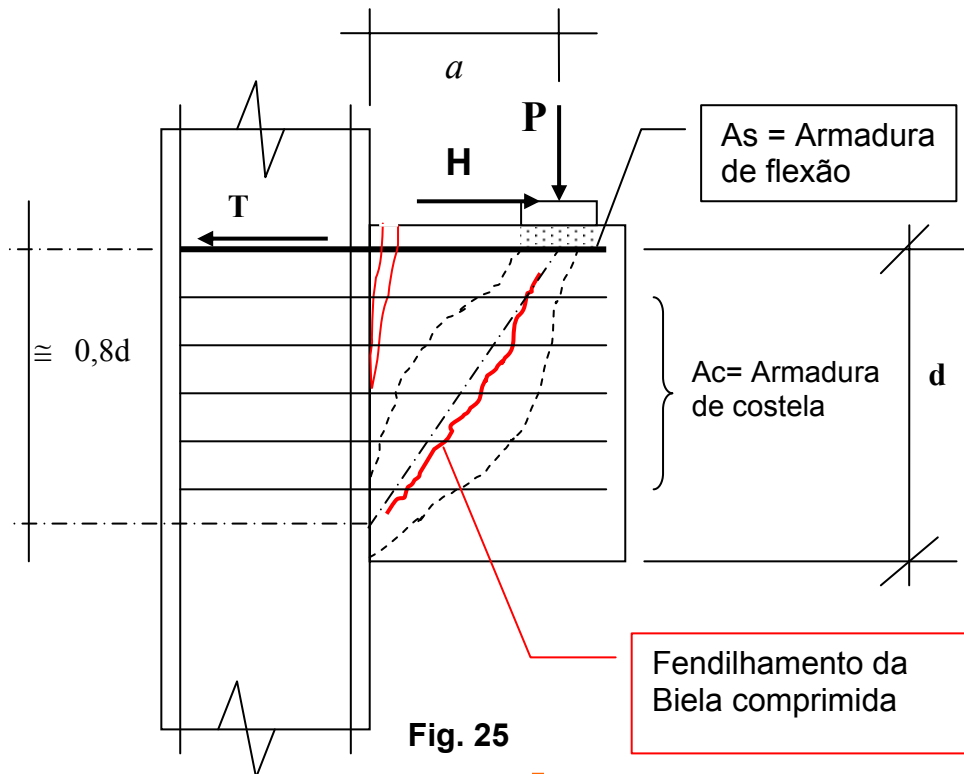 a
P
H
As = Armadura
de flexão
T
≅ 0,8d
Ac= Armadura
de costela
d
Fendilhamento da
Biela comprimida
Fig. 25